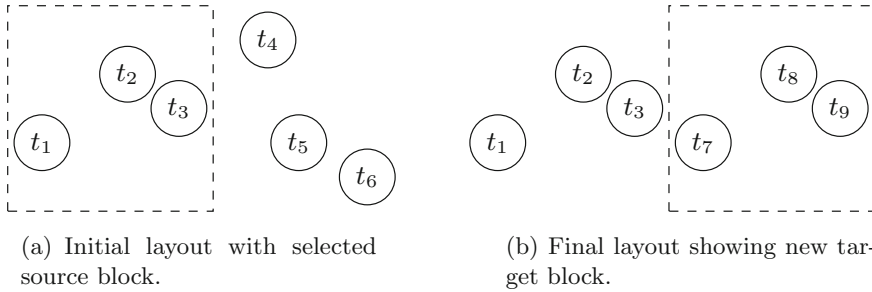 t4
t2
t3
t1
t5
t6
t2
t8
t3
t9
t1
t7
(a) Initial layout with selected
source block.
(b) Final layout showing new tar-
get block.